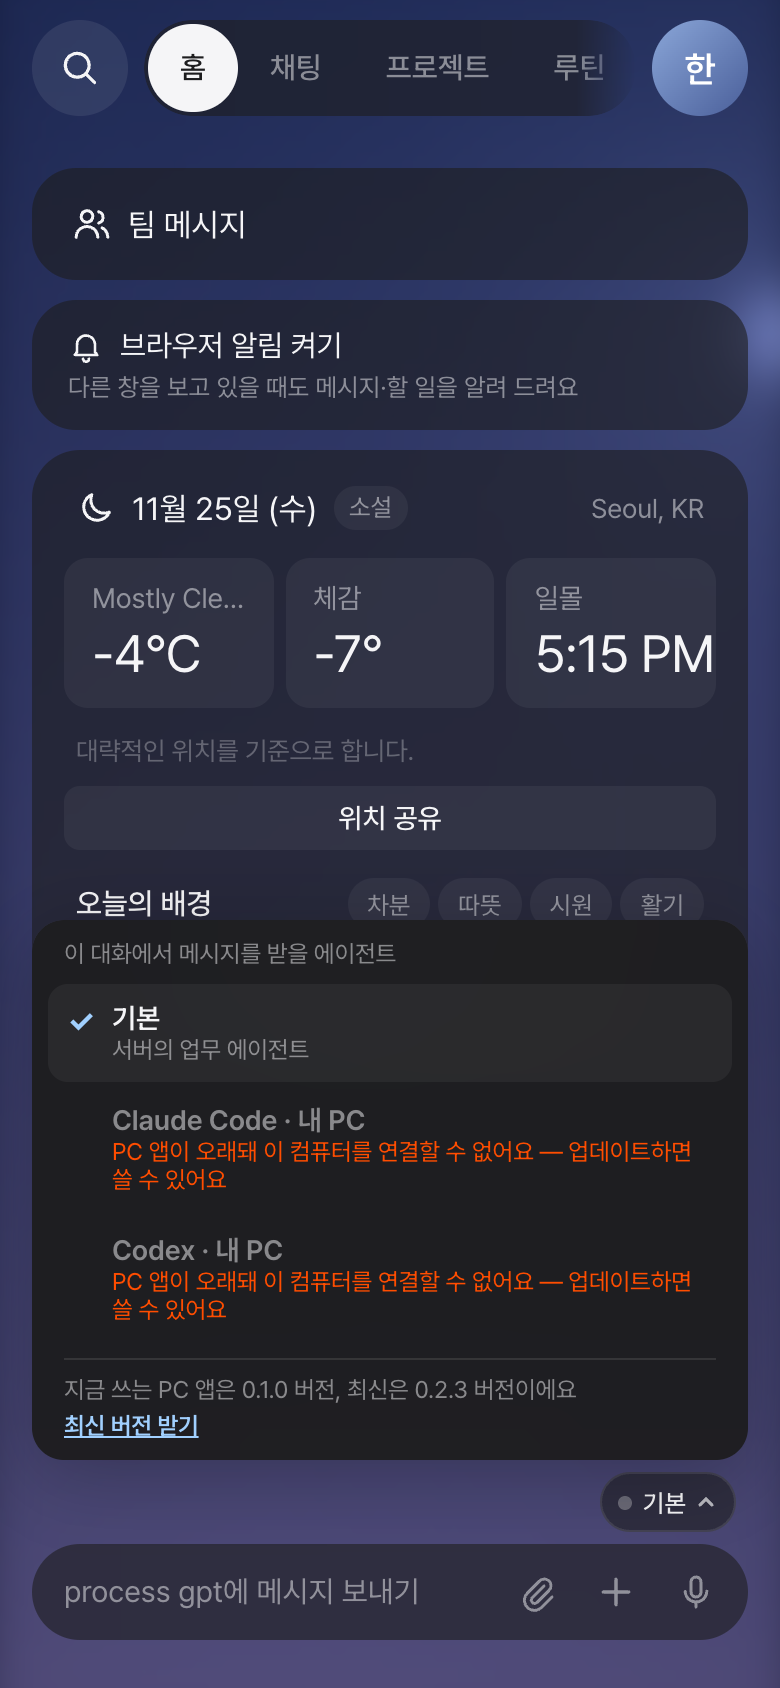 홈
채팅
프로젝트
루틴
한
팀 메시지
브라우저 알림 켜기
다른 창을 보고 있을 때도 메시지·할 일을 알려 드려요
11월 25일 (수)
소설
Seoul, KR
Mostly Cle...
체감
일몰
-4°C
-7°
5:15 PM
대략적인 위치를 기준으로 합니다.
위치 공유
오늘의 배경
차분
따뜻
시원
활기
이 대화에서 메시지를 받을 에이전트
기본
서버의 업무 에이전트
Claude Code · 내 PC
PC 앱이 오래돼 이 컴퓨터를 연결할 수 없어요 — 업데이트하면
쓸 수 있어요
Codex · 내 PC
PC 앱이 오래돼 이 컴퓨터를 연결할 수 없어요 — 업데이트하면
쓸 수 있어요
지금 쓰는 PC 앱은 0.1.0 버전, 최신은 0.2.3 버전이에요
최신 버전 받기
기본
process gpt에 메시지 보내기